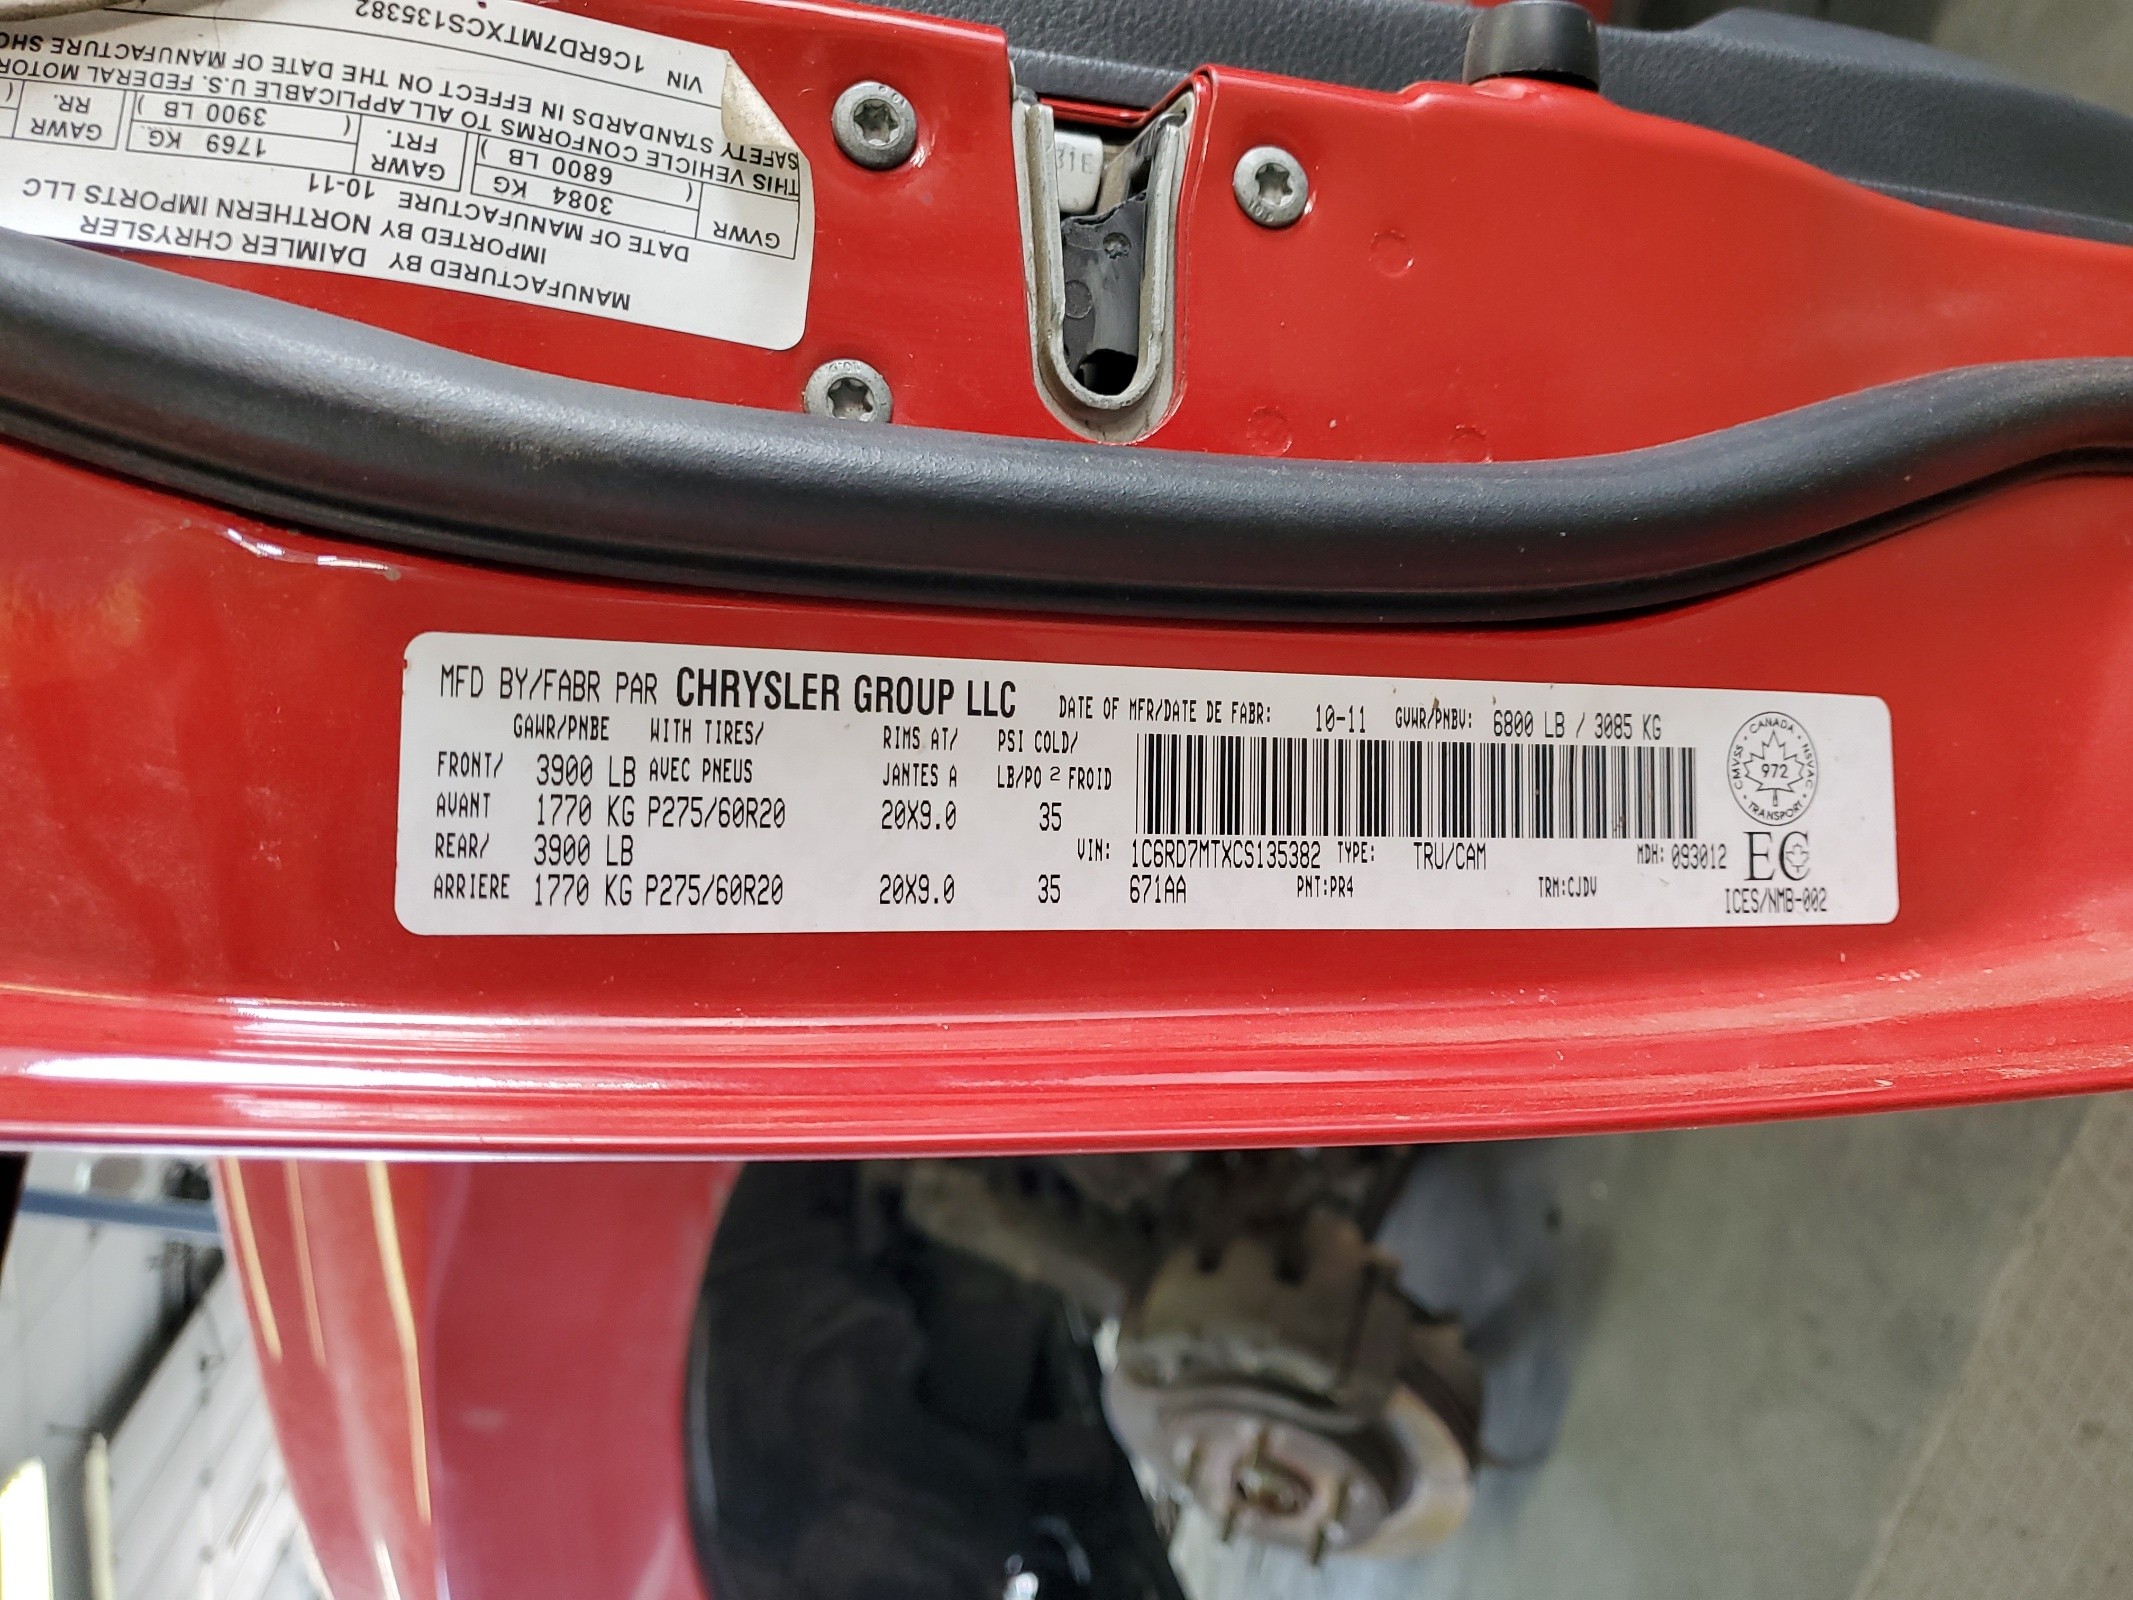 MANUFACTURED BY DAIMLER CHRYSLER
IMPORTED BY NORTHERN IMPORTS LLC
DATE OF MANUFACTURE 10-11
GVWR 3084 KG ( 6800 LB ) GAWR FRT. 1769 KG. ( 3900 LB ) GAWR RR. (
THIS VEHICLE CONFORMS TO ALL APPLICABLE U.S. FEDERAL MOTOR
SAFETY STANDARDS IN EFFECT ON THE DATE OF MANUFACTURE
VIN 1C6RD7MTXCS135382
31E
MFD BY/FABR PAR CHRYSLER GROUP LLC DATE OF MFR/DATE DE FABR: 10-11 GVWR/PNBV: 6800 LB / 3085 KG
GAWR/PNBE WITH TIRES/ RIMS AT/ PSI COLD/
FRONT/ 3900 LB AVEC PNEUS JANTES A LB/PO 2 FROID
AVANT 1770 KG P275/60R20 20X9.0 35
REAR/ 3900 LB VIN: 1C6RD7MTXCS135382 TYPE: TRU/CAM MDH: 093012
ARRIERE 1770 KG P275/60R20 20X9.0 35 671AA PNT:PR4 TRM:CJDV
CANADA
CMVSS 972 NSVAC
TRANSPORT
EC
ICES/NMB-002